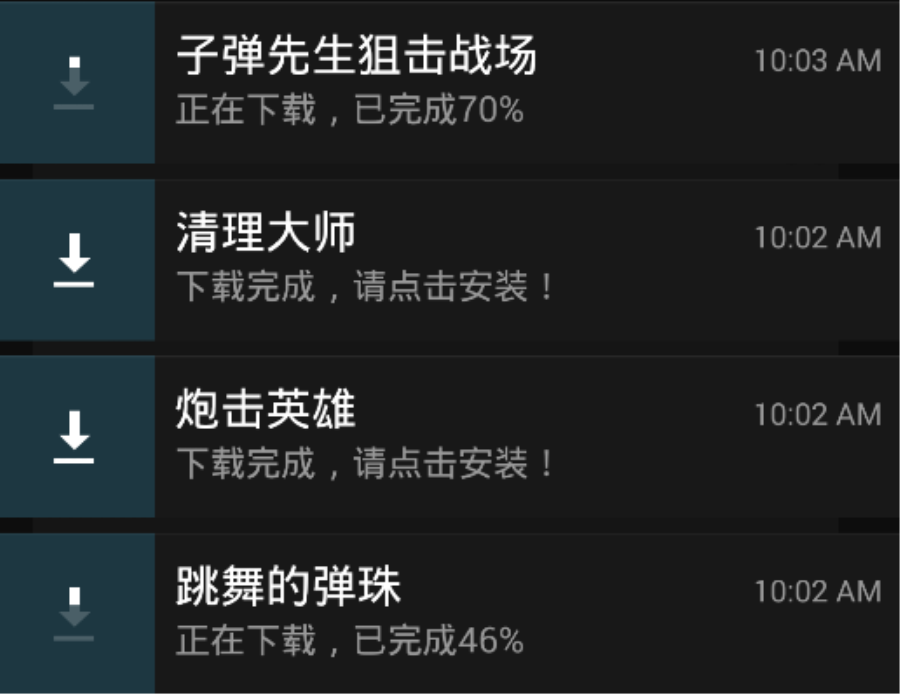 子弹先生狙击战场 10:03 AM
正在下载，已完成70%
清理大师 10:02 AM
下载完成，请点击安装！
炮击英雄 10:02 AM
下载完成，请点击安装！
跳舞的弹珠 10:02 AM
正在下载，已完成46%